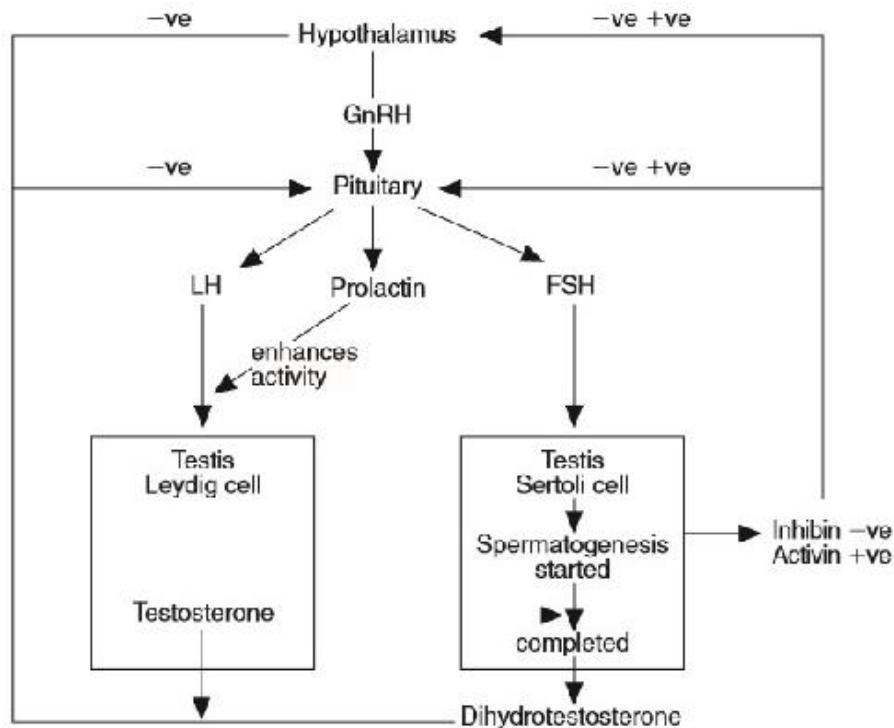 −ve
−ve +ve
Hypothalamus
GnRH
−ve
−ve +ve
Pituitary
LH
Prolactin
FSH
enhances
activity
Testis
Leydig cell
Testosterone
Testis
Sertoli cell
Spermatogenesis
started
completed
Inhibin −ve
Activin +ve
Dihydrotestosterone